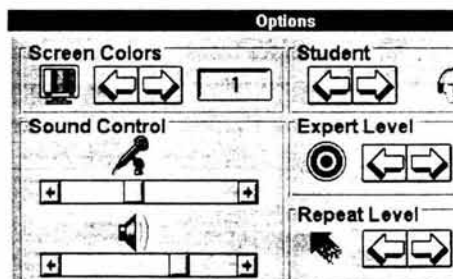 Options
Screen Colors
1
Student
Sound Control
Expert Level
Repeat Level